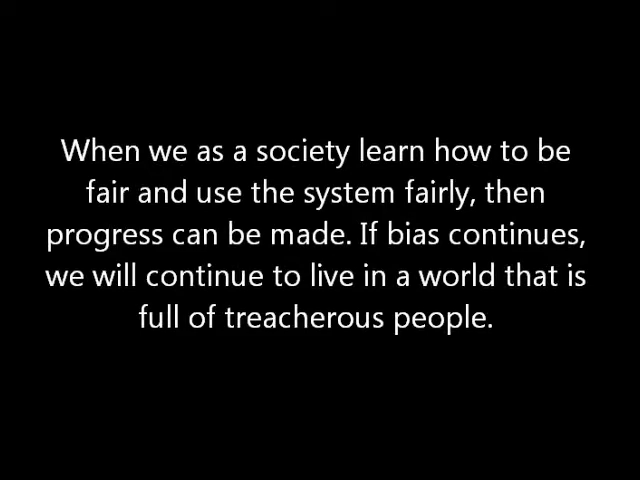 When we as a society learn how to be
fair and use the system fairly, then
progress can be made. If bias continues,
we will continue to live in a world that is
full of treacherous people.